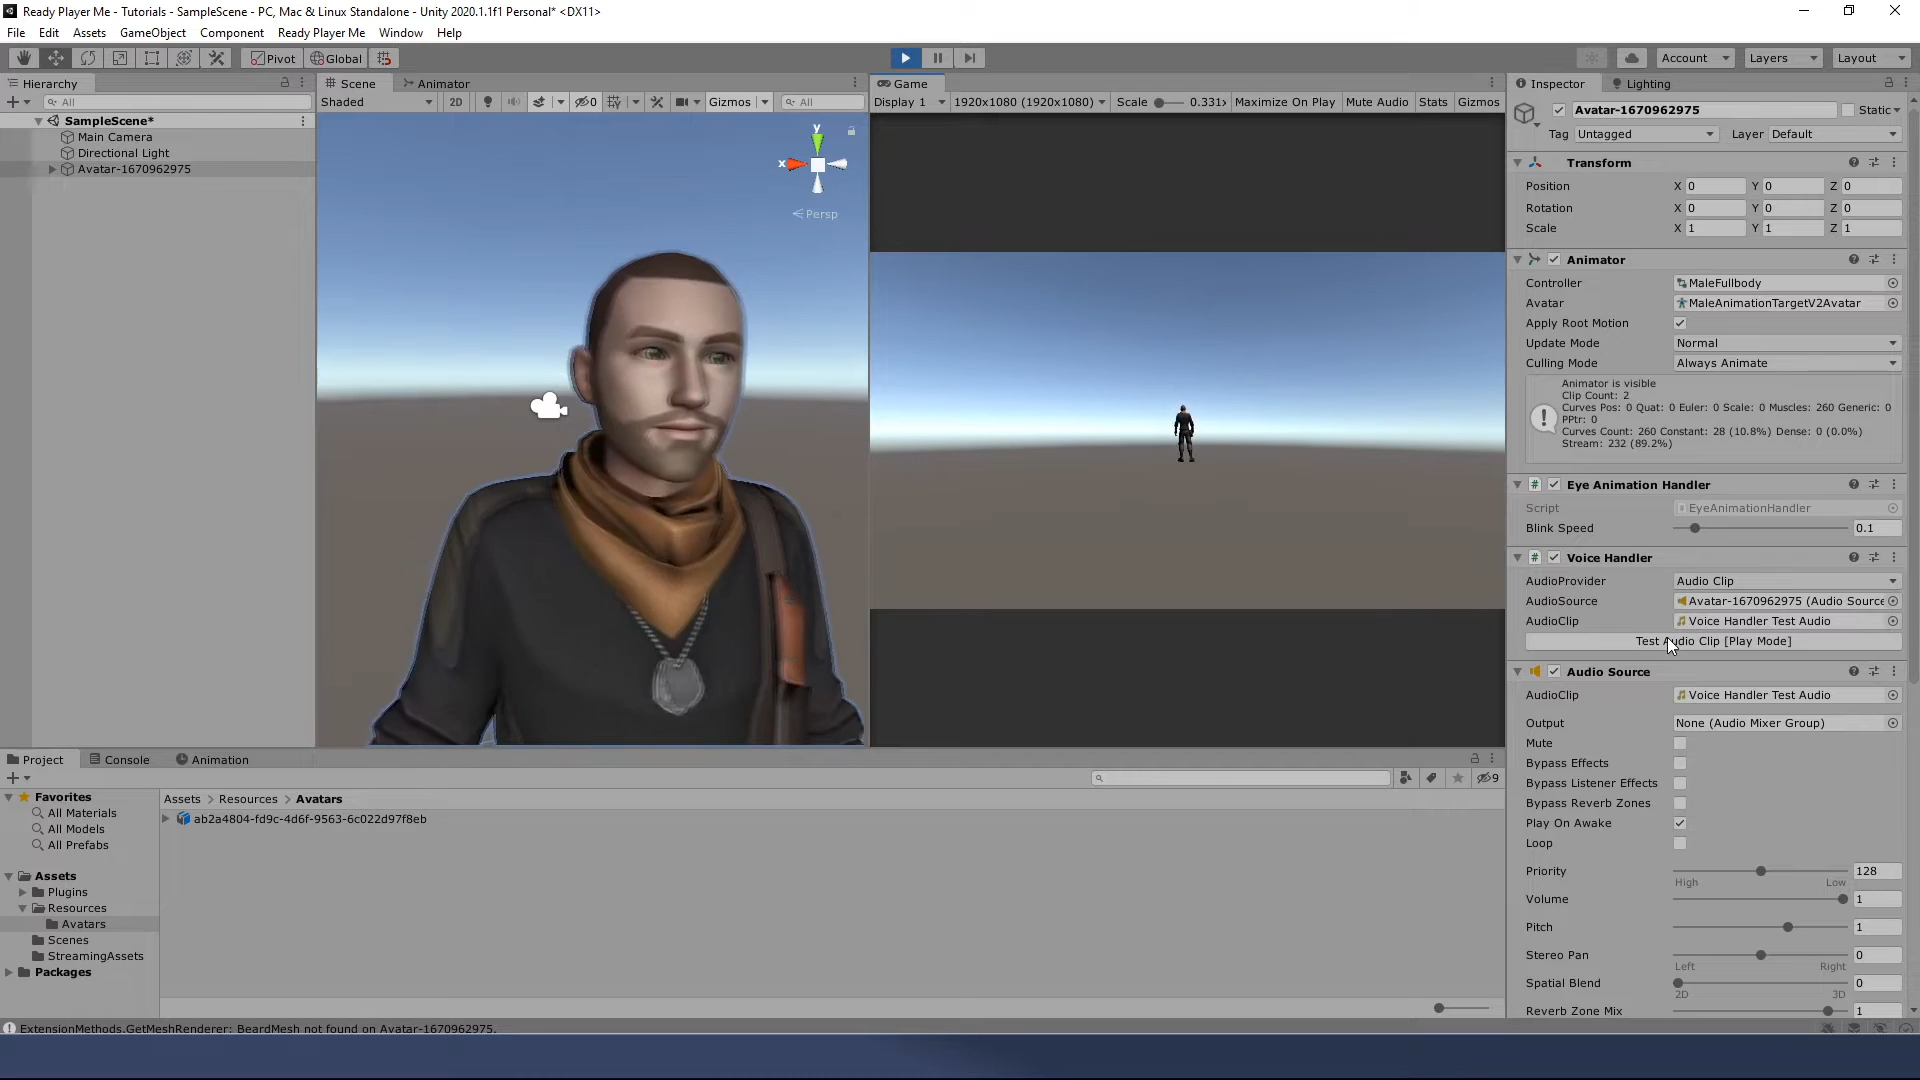 Ready Player Me - Tutorials - SampleScene - PC, Mac & Linux Standalone - Unity 2020.1.1f1 Personal* <DX11>
File Edit Assets GameObject Component Ready Player Me Window Help
Pivot Global Account Layers Layout
Hierarchy
All
SampleScene*
Main Camera
Directional Light
Avatar-1670962975
Scene Animator
Shaded 2D 0 Gizmos All
y
x
Persp
Game
Display 1 1920x1080 (1920x1080) Scale 0.331x Maximize On Play Mute Audio Stats Gizmos
Inspector Lighting
Avatar-1670962975 Static
Tag Untagged Layer Default
Transform
Position X 0 Y 0 Z 0
Rotation X 0 Y 0 Z 0
Scale X 1 Y 1 Z 1
Animator
Controller MaleFullbody
Avatar MaleAnimationTargetV2Avatar
Apply Root Motion
Update Mode Normal
Culling Mode Always Animate
Animator is visible
Clip Count: 2
Curves Pos: 0 Quat: 0 Euler: 0 Scale: 0 Muscles: 260 Generic: 0
PPtr: 0
Curves Count: 260 Constant: 28 (10.8%) Dense: 0 (0.0%)
Stream: 232 (89.2%)
Eye Animation Handler
Script EyeAnimationHandler
Blink Speed 0.1
Voice Handler
AudioProvider Audio Clip
AudioSource Avatar-1670962975 (Audio Source
AudioClip Voice Handler Test Audio
Test Audio Clip [Play Mode]
Audio Source
AudioClip Voice Handler Test Audio
Output None (Audio Mixer Group)
Mute
Bypass Effects
Bypass Listener Effects
Bypass Reverb Zones
Play On Awake
Loop
Priority 128
High Low
Volume 1
Pitch 1
Stereo Pan 0
Left Right
Spatial Blend 0
2D 3D
Reverb Zone Mix 1
Project Console Animation
9
Favorites
All Materials
All Models
All Prefabs
Assets
Plugins
Resources
Avatars
Scenes
StreamingAssets
Packages
Assets > Resources > Avatars
ab2a4804-fd9c-4d6f-9563-6c022d97f8eb
ExtensionMethods.GetMeshRenderer: BeardMesh not found on Avatar-1670962975.